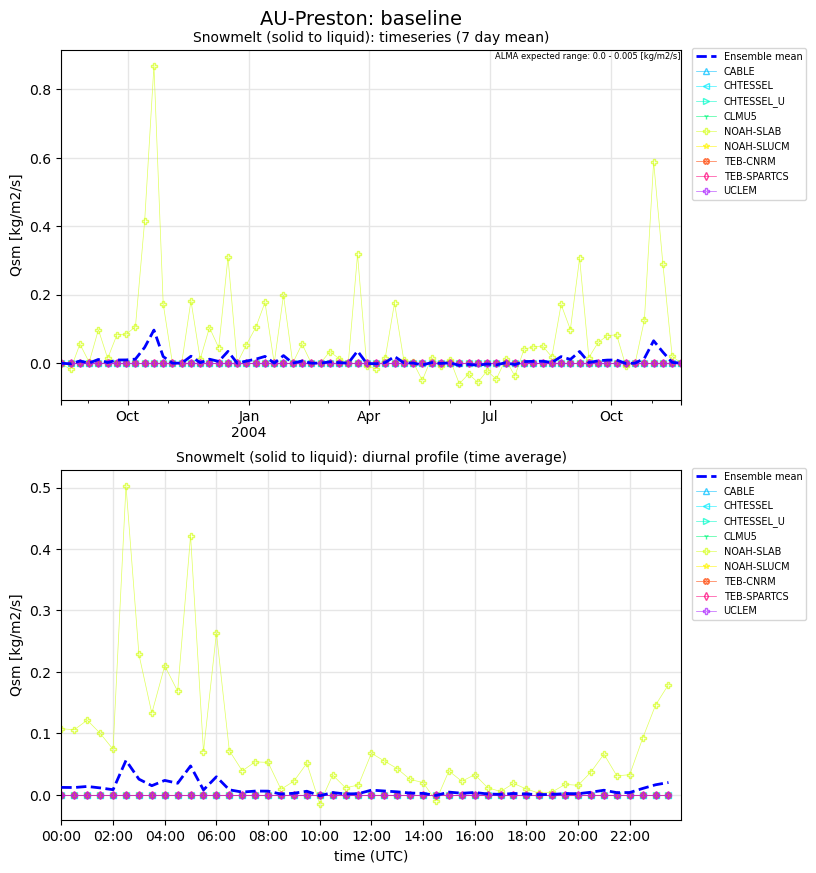 AU-Preston: baseline
Snowmelt (solid to liquid): timeseries (7 day mean)
ALMA expected range: 0.0 - 0.005 [kg/m2/s]
Qsm [kg/m2/s]
0.8
0.6
0.4
0.2
0.0
Oct
Jan
2004
Apr
Jul
Oct
Ensemble mean
CABLE
CHTESSEL
CHTESSEL_U
CLMU5
NOAH-SLAB
NOAH-SLUCM
TEB-CNRM
TEB-SPARTCS
UCLEM
Snowmelt (solid to liquid): diurnal profile (time average)
Qsm [kg/m2/s]
0.5
0.4
0.3
0.2
0.1
0.0
00:00
02:00
04:00
06:00
08:00
10:00
12:00
14:00
16:00
18:00
20:00
22:00
time (UTC)
Ensemble mean
CABLE
CHTESSEL
CHTESSEL_U
CLMU5
NOAH-SLAB
NOAH-SLUCM
TEB-CNRM
TEB-SPARTCS
UCLEM